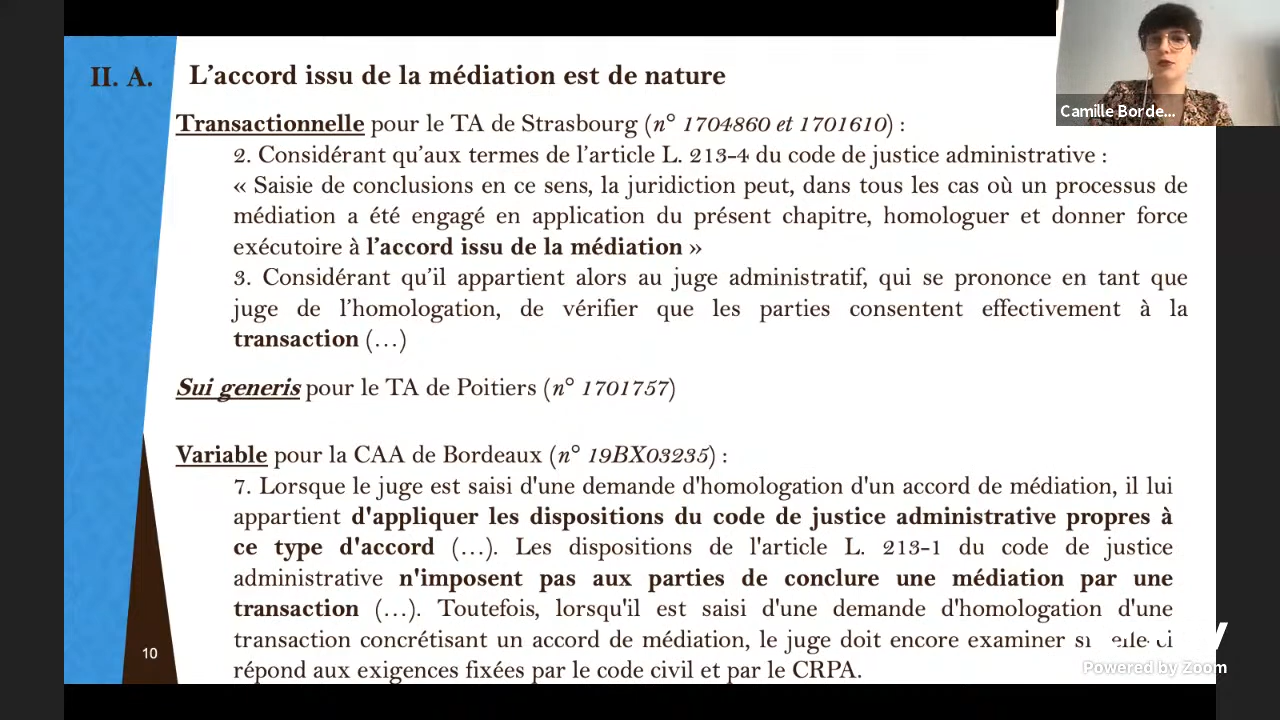 II. A. L'accord issu de la médiation est de nature
Camille Borde...
Transactionnelle pour le TA de Strasbourg (n° 1704860 et 1701610) :
2. Considérant qu'aux termes de l'article L. 213-4 du code de justice administrative :
« Saisie de conclusions en ce sens, la juridiction peut, dans tous les cas où un processus de
médiation a été engagé en application du présent chapitre, homologuer et donner force
exécutoire à l'accord issu de la médiation »
3. Considérant qu'il appartient alors au juge administratif, qui se prononce en tant que
juge de l'homologation, de vérifier que les parties consentent effectivement à la
transaction (…)
Sui generis pour le TA de Poitiers (n° 1701757)
Variable pour la CAA de Bordeaux (n° 19BX03235) :
7. Lorsque le juge est saisi d'une demande d'homologation d'un accord de médiation, il lui
appartient d'appliquer les dispositions du code de justice administrative propres à
ce type d'accord (…). Les dispositions de l'article L. 213-1 du code de justice
administrative n'imposent pas aux parties de conclure une médiation par une
transaction (…). Toutefois, lorsqu'il est saisi d'une demande d'homologation d'une
transaction concrétisant un accord de médiation, le juge doit encore examiner si
répond aux exigences fixées par le code civil et par le CRPA.
10
Powered by Zoom